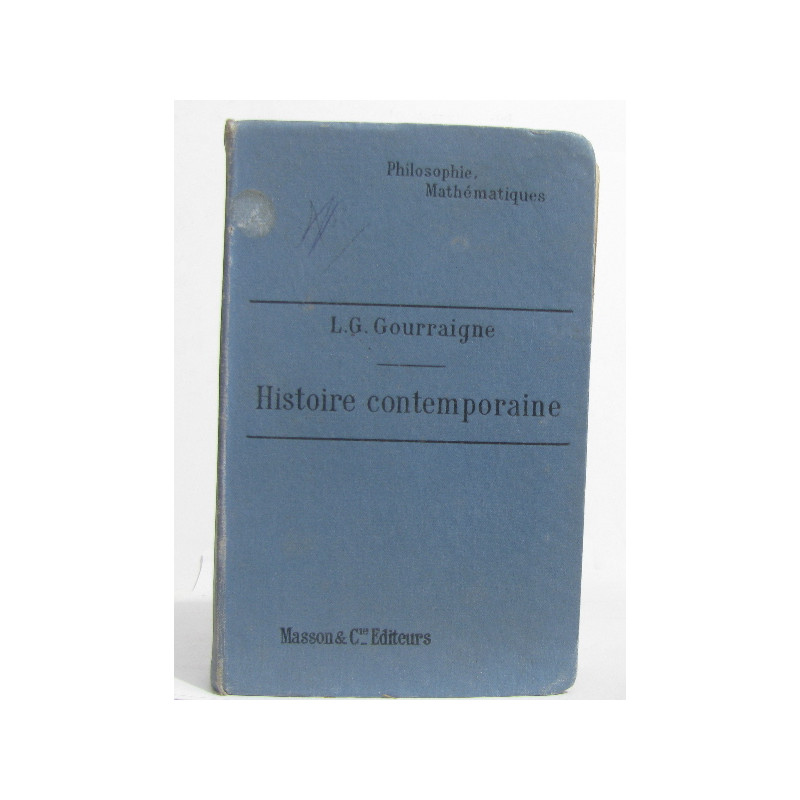 Philosophie,
Mathématiques
L.G. Gourraigne
Histoire contemporaine
Masson & Cie Editeurs